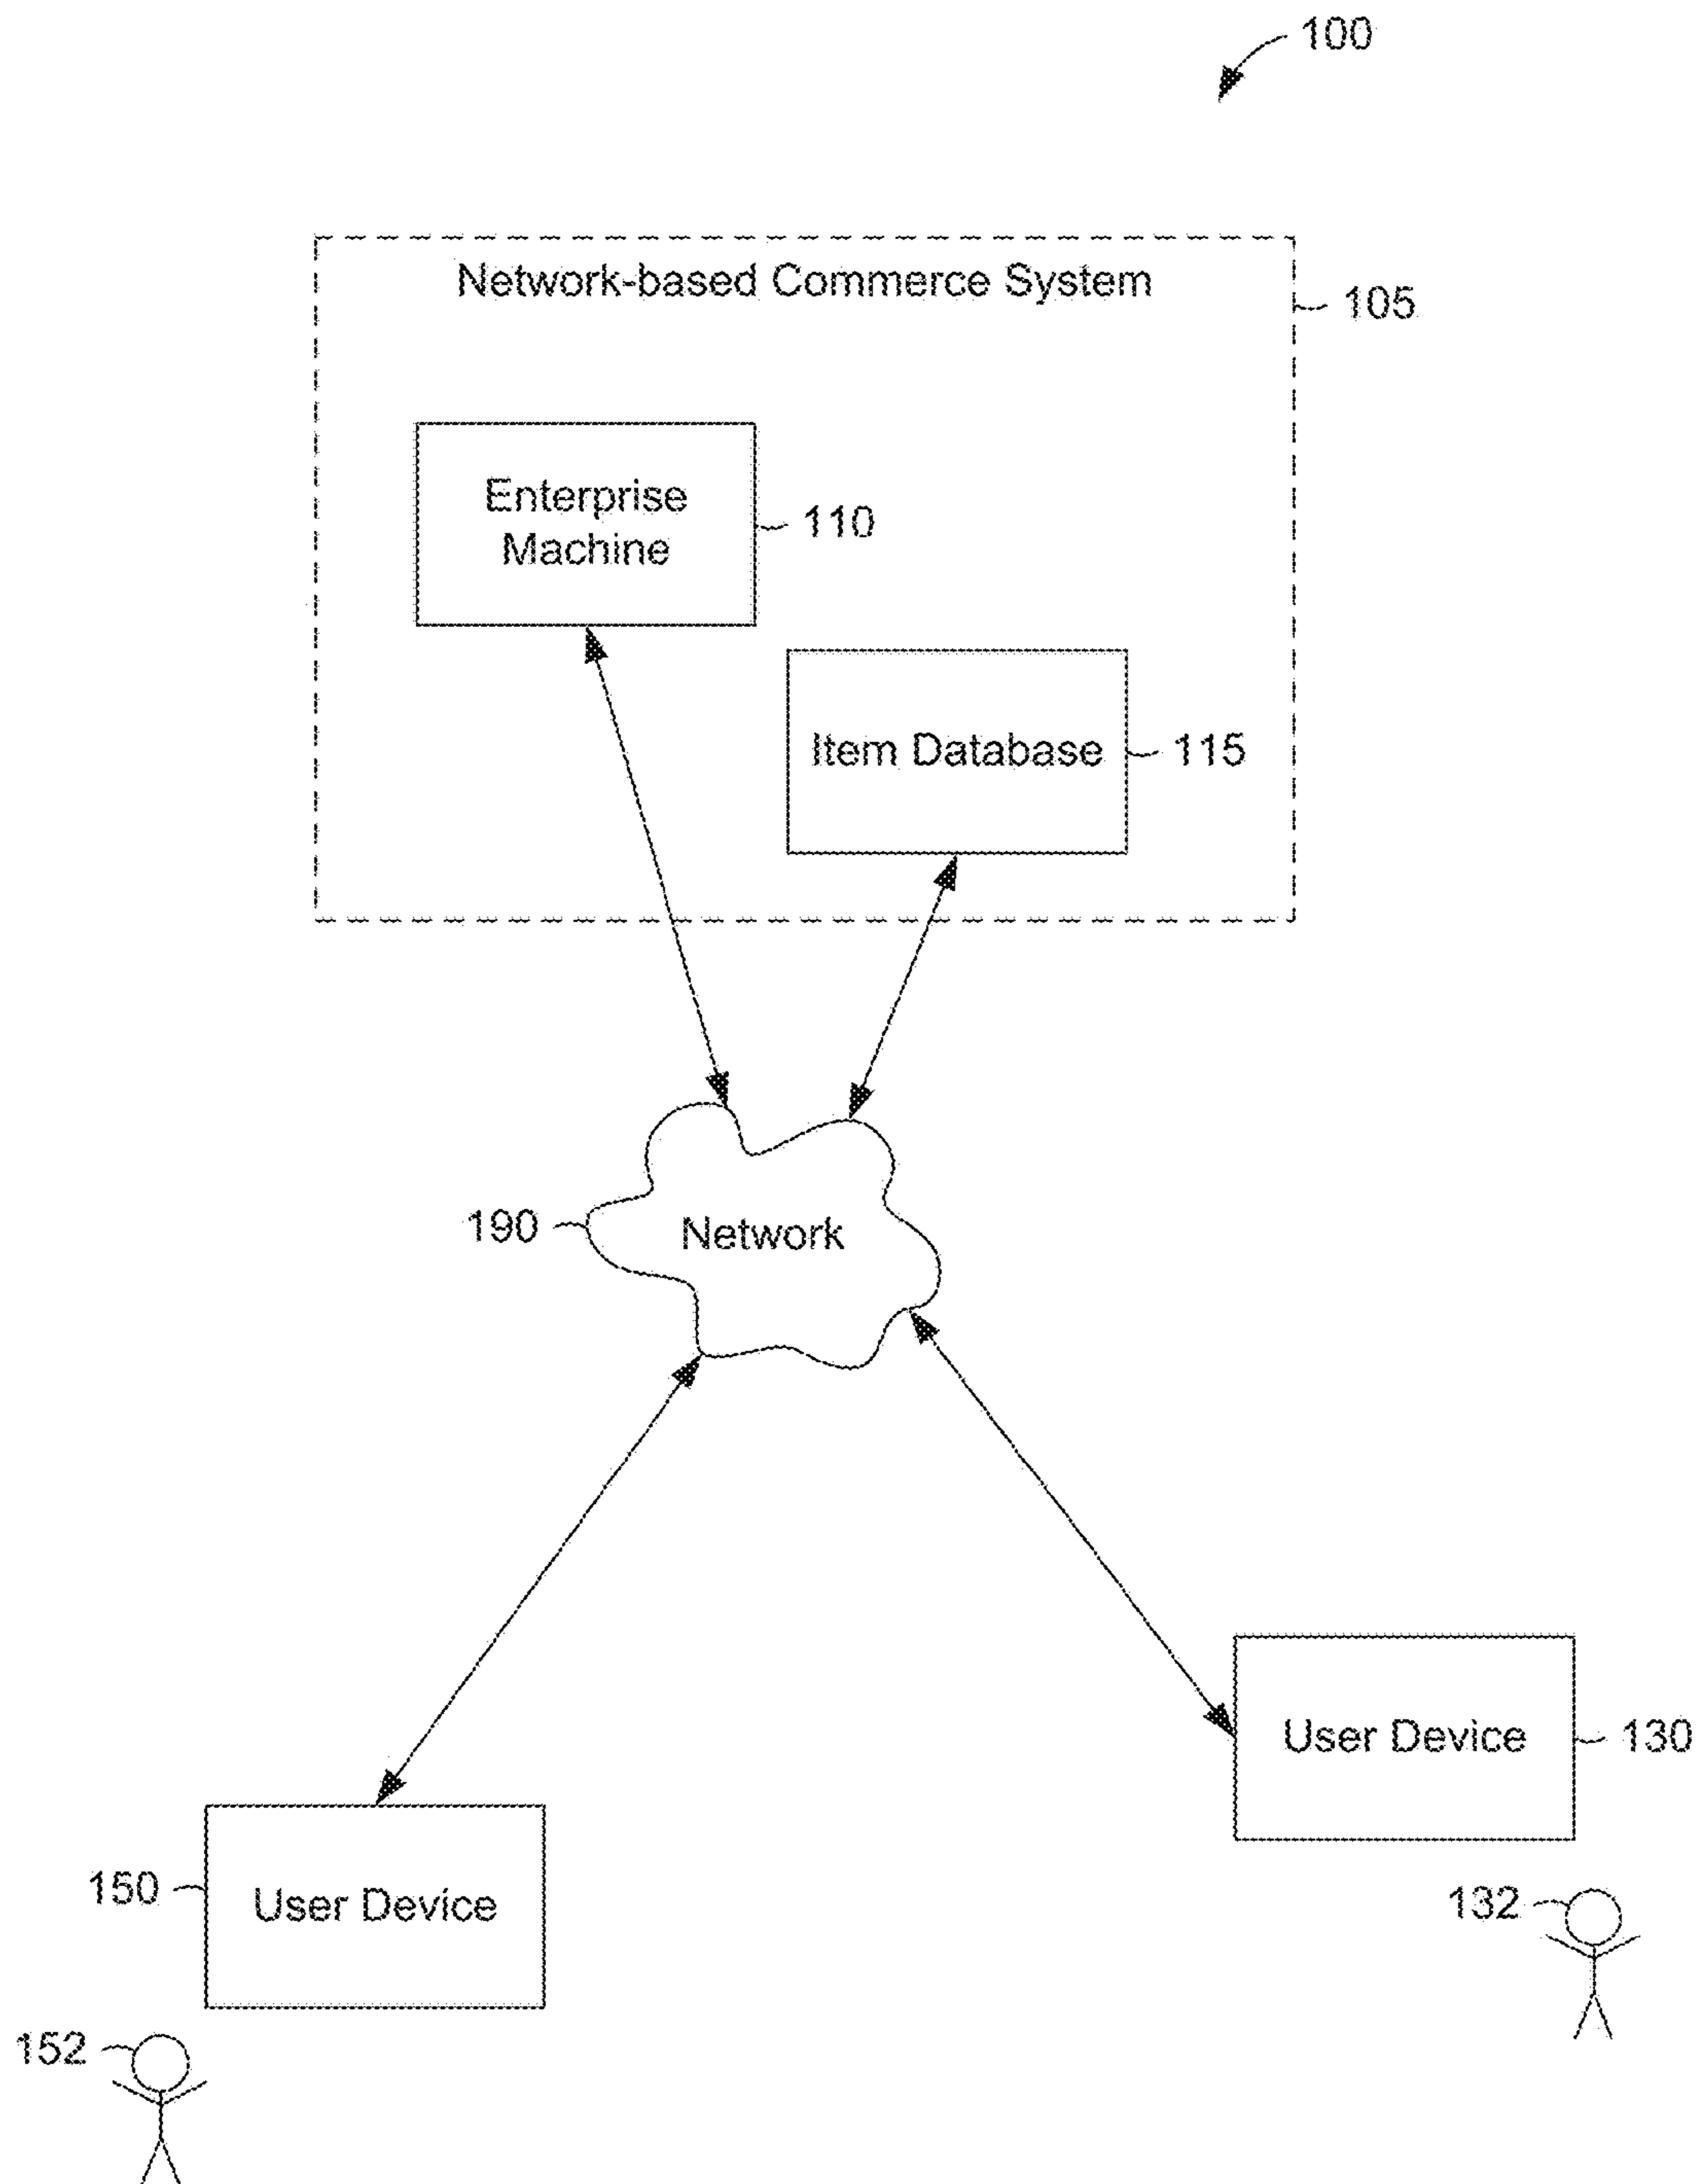 100
Network-based Commerce System
105
Enterprise
Machine
110
Item Database
115
190
Network
User Device
130
150
User Device
132
152